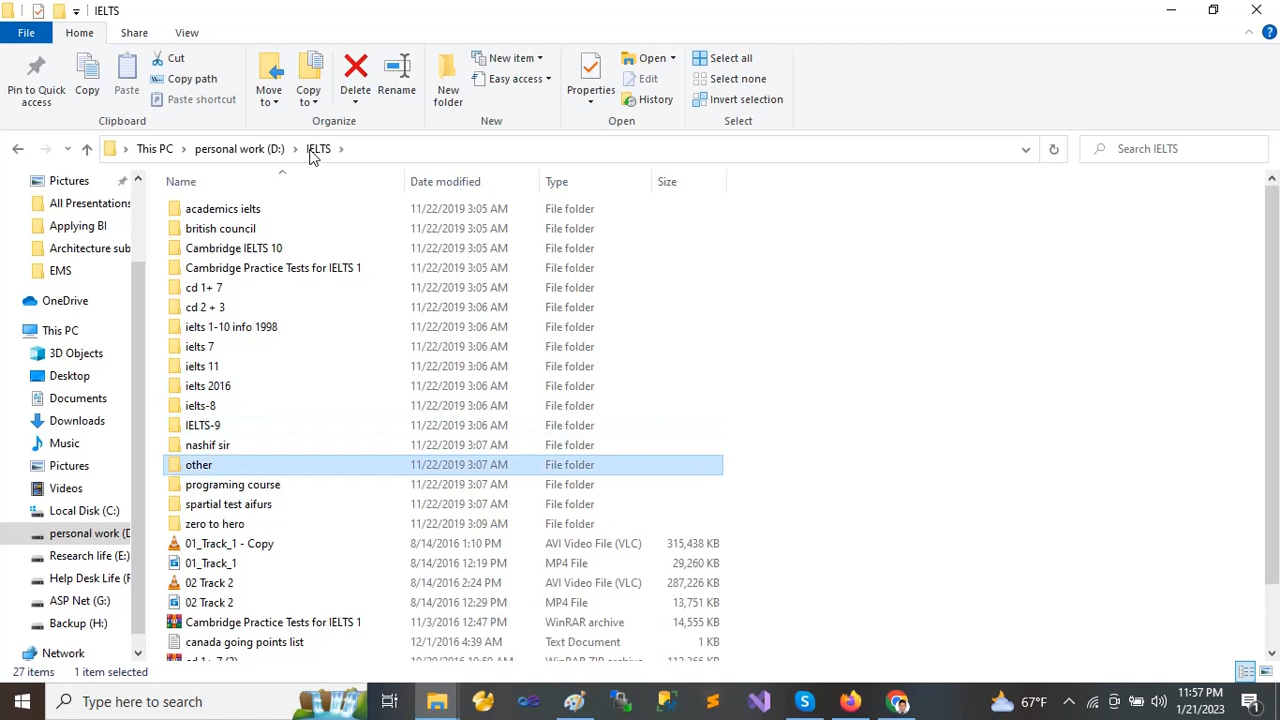 IELTS
File Home Share View
Pin to Quick access
Copy
Paste
Cut
Copy path
Paste shortcut
Clipboard
Move to
Copy to
Delete
Rename
Organize
New folder
New item
Easy access
New
Properties
Open
Edit
History
Open
Select all
Select none
Invert selection
Select
This PC personal work (D:) IELTS
Search IELTS
Pictures
All Presentations
Applying BI
Architecture sub
EMS
OneDrive
This PC
3D Objects
Desktop
Documents
Downloads
Music
Pictures
Videos
Local Disk (C:)
personal work (D
Research life (E:)
Help Desk Life (F
ASP Net (G:)
Backup (H:)
Network
Name Date modified Type Size
academics ielts 11/22/2019 3:05 AM File folder
british council 11/22/2019 3:05 AM File folder
Cambridge IELTS 10 11/22/2019 3:05 AM File folder
Cambridge Practice Tests for IELTS 1 11/22/2019 3:05 AM File folder
cd 1+ 7 11/22/2019 3:05 AM File folder
cd 2 + 3 11/22/2019 3:06 AM File folder
ielts 1-10 info 1998 11/22/2019 3:06 AM File folder
ielts 7 11/22/2019 3:06 AM File folder
ielts 11 11/22/2019 3:06 AM File folder
ielts 2016 11/22/2019 3:06 AM File folder
ielts-8 11/22/2019 3:06 AM File folder
IELTS-9 11/22/2019 3:06 AM File folder
nashif sir 11/22/2019 3:07 AM File folder
other 11/22/2019 3:07 AM File folder
programing course 11/22/2019 3:07 AM File folder
spartial test aifurs 11/22/2019 3:07 AM File folder
zero to hero 11/22/2019 3:09 AM File folder
01_Track_1 - Copy 8/14/2016 1:10 PM AVI Video File (VLC) 315,438 KB
01_Track_1 8/14/2016 12:19 PM MP4 File 29,260 KB
02 Track 2 8/14/2016 2:24 PM AVI Video File (VLC) 287,226 KB
02 Track 2 8/14/2016 12:29 PM MP4 File 13,751 KB
Cambridge Practice Tests for IELTS 1 11/3/2016 12:47 PM WinRAR archive 14,555 KB
canada going points list 12/1/2016 4:39 AM Text Document 1 KB
27 items 1 item selected
Type here to search
67°F
11:57 PM
1/21/2023